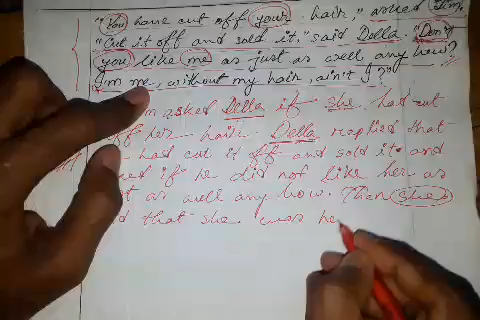 "You have cut off your hair," asked Jim.
"Cut it off and sold it," said Della. "Don't
you like me as just as well any how?
I'm me, without my hair, ain't I?"
asked Della if she had cut
her hair. Della replied that
had cut it off and sold it and
if he did not like her as
as well any how. Then she
that she was he